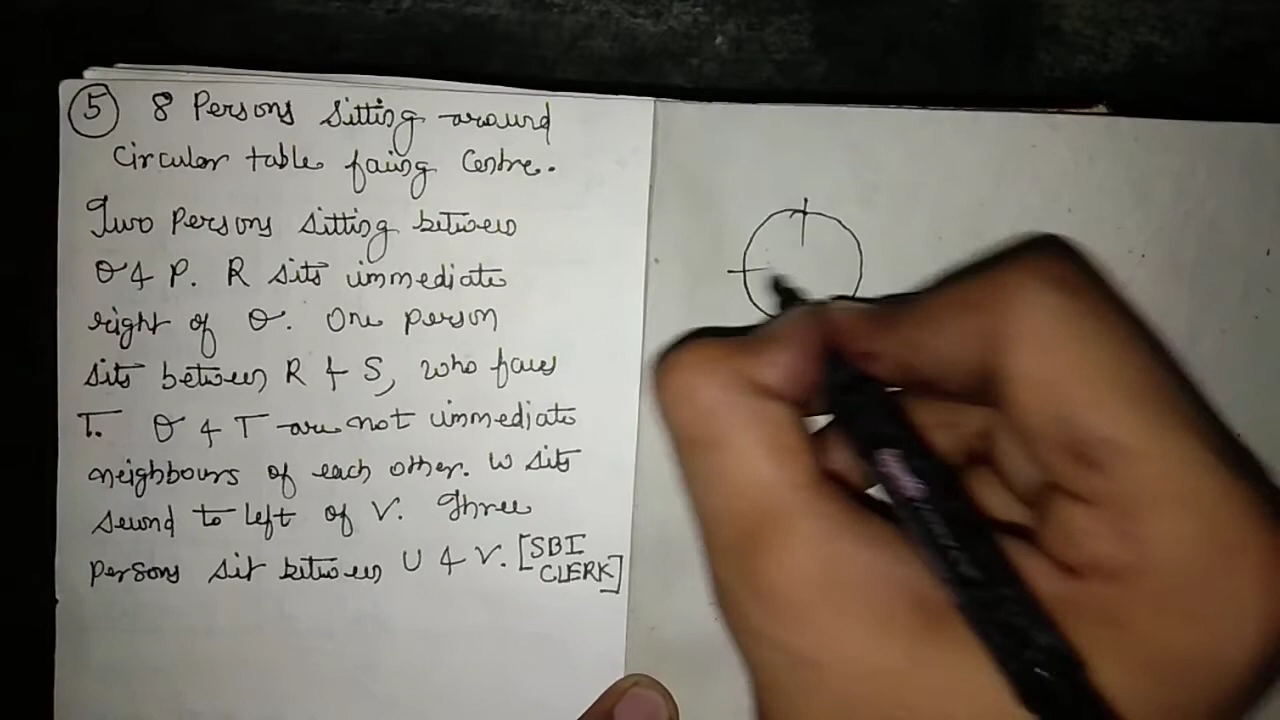 5 8 Persons sitting around
circular table faing Centre.
Two Persons sitting between
O & P. R sits immediate
right of O. One person
sits between R & S, who faces
T. O & T are not immediate
neighbours of each other. W sits
second to left of V. Three
persons sit between U & V. [SBI
CLERK]